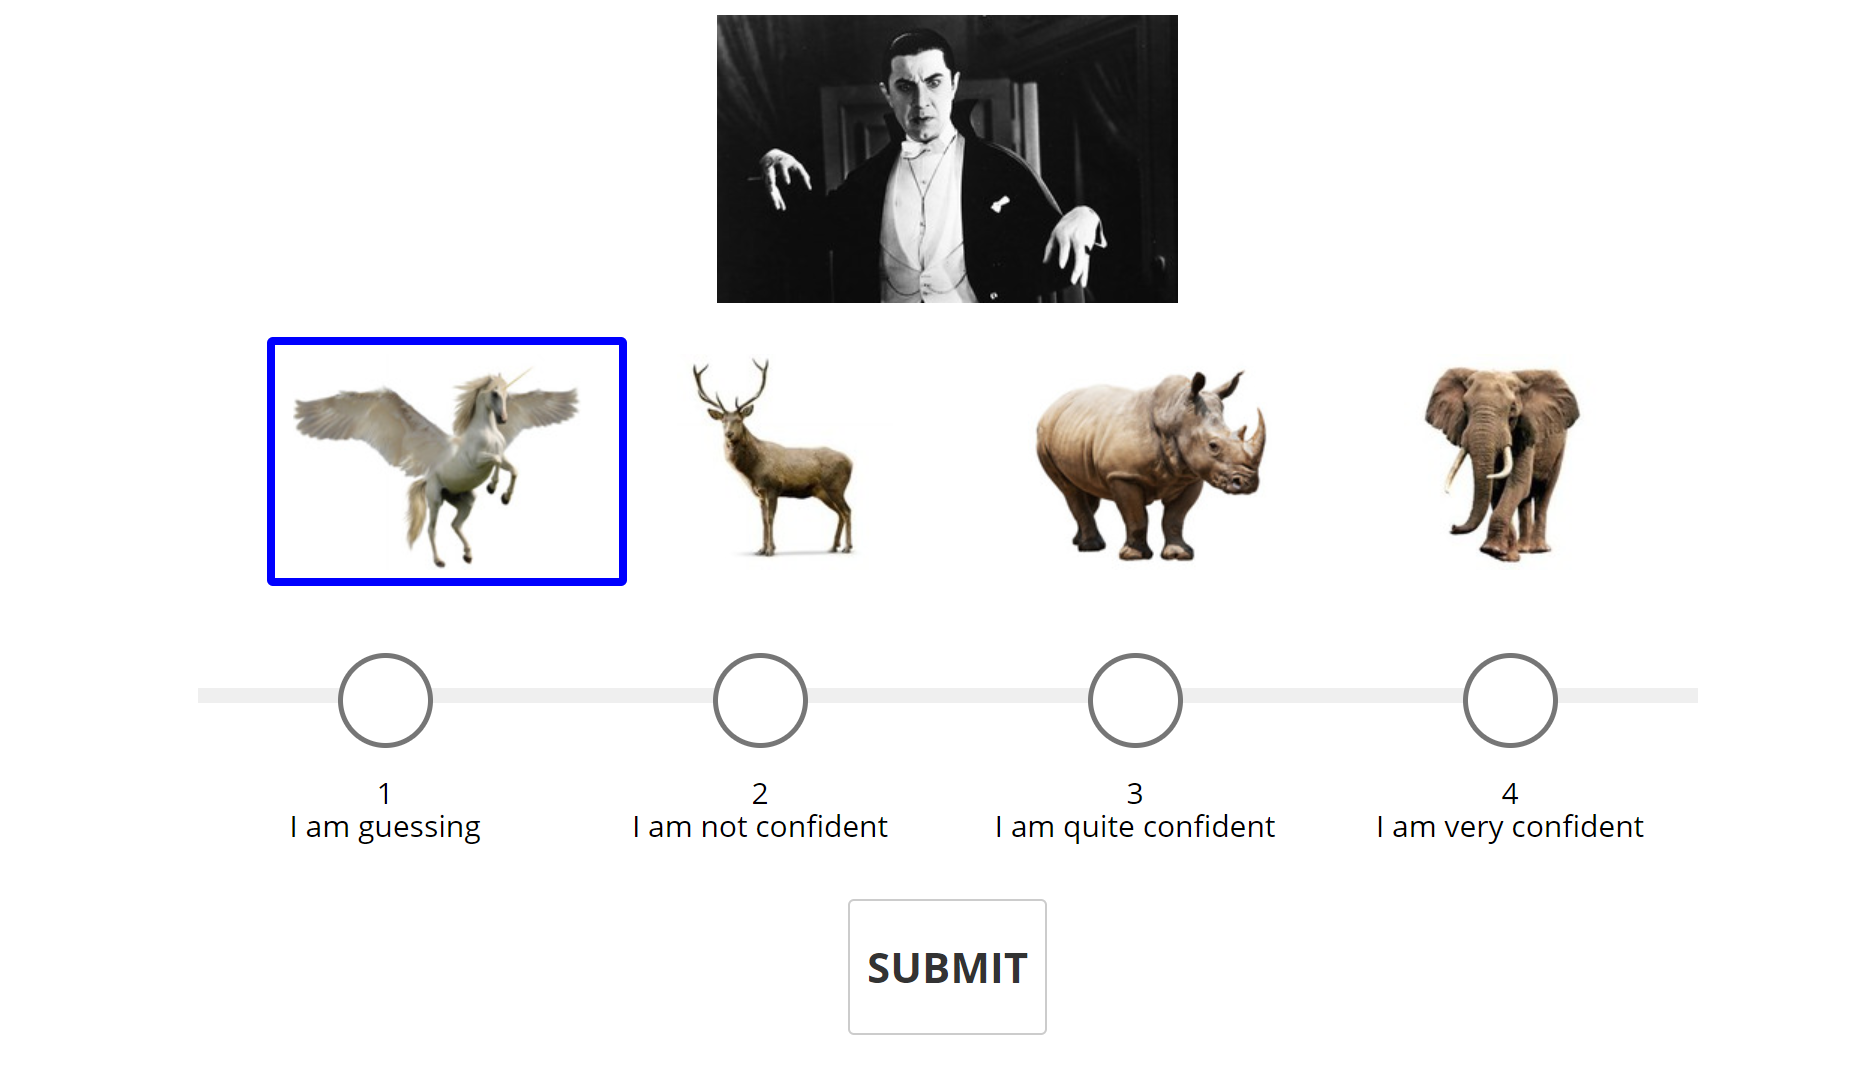 1
I am guessing
2
I am not confident
3
I am quite confident
4
I am very confident
SUBMIT